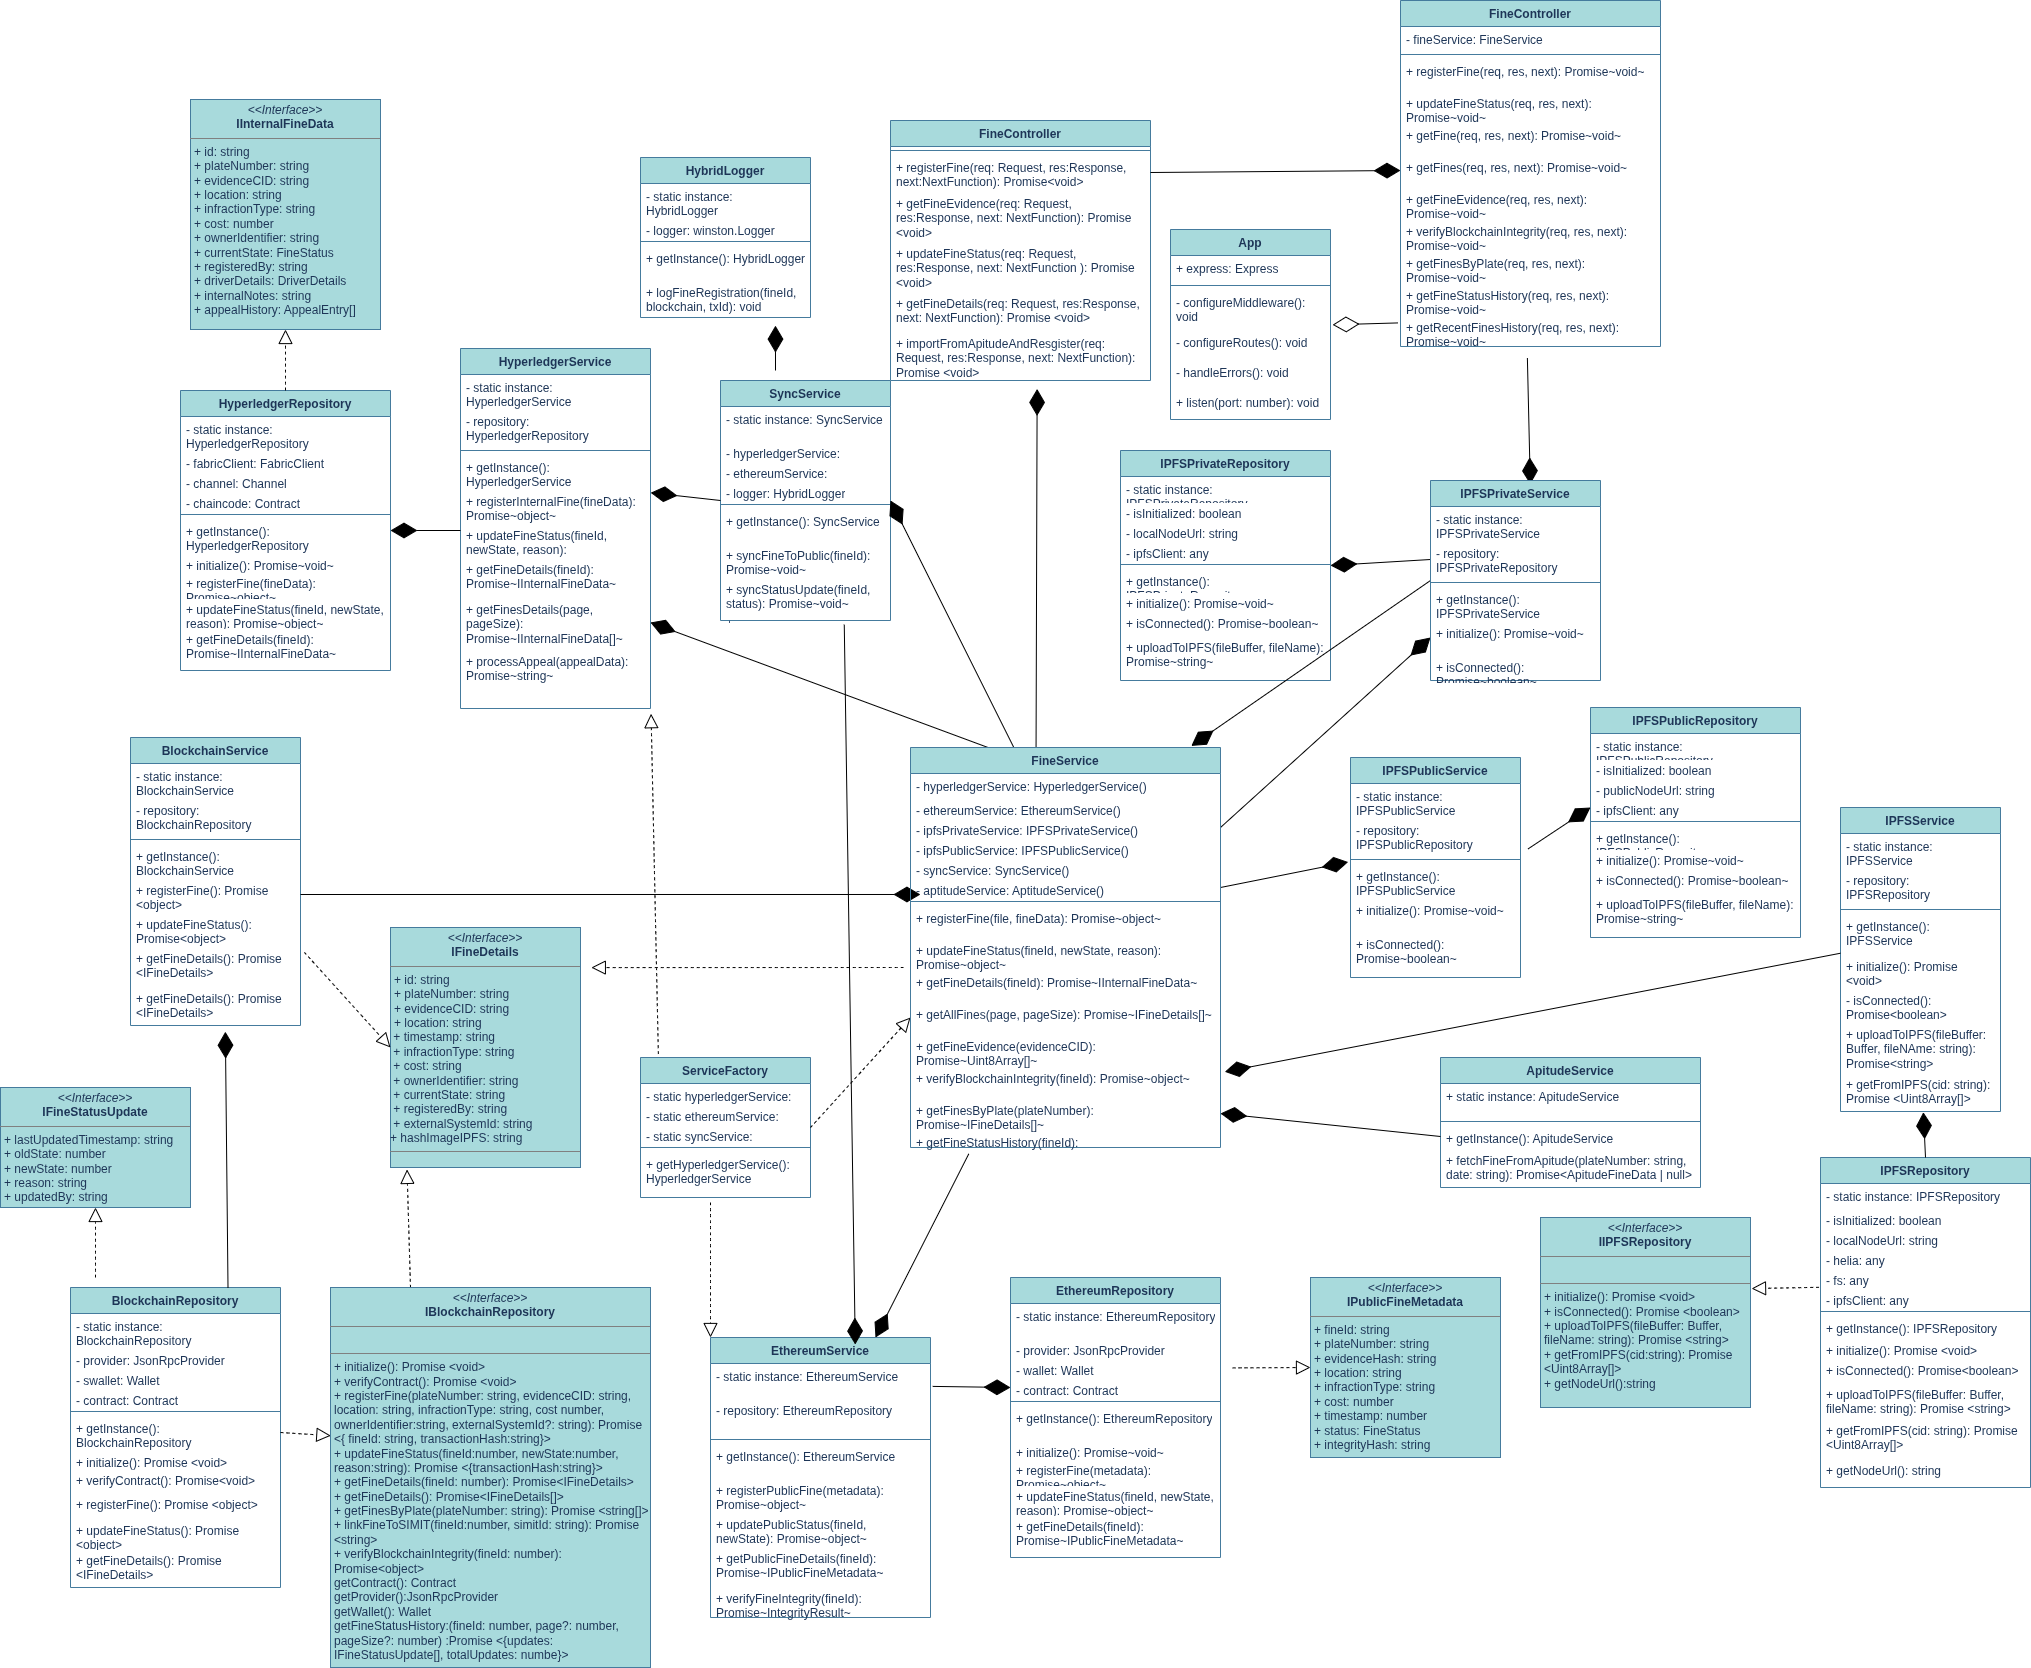 FineController
- fineService: FineService
+ registerFine(req, res, next): Promise~void~
+ updateFineStatus(req, res, next):
Promise~void~
+ getFine(req, res, next): Promise~void~
+ getFines(req, res, next): Promise~void~
+ getFineEvidence(req, res, next):
Promise~void~
+ verifyBlockchainIntegrity(req, res, next):
Promise~void~
+ getFinesByPlate(req, res, next):
Promise~void~
+ getFineStatusHistory(req, res, next):
Promise~void~
+ getRecentFinesHistory(req, res, next):
Promise~void~
<<Interface>>
IInternalFineData
+ id: string
+ plateNumber: string
+ evidenceCID: string
+ location: string
+ infractionType: string
+ cost: number
+ ownerIdentifier: string
+ currentState: FineStatus
+ registeredBy: string
+ driverDetails: DriverDetails
+ internalNotes: string
+ appealHistory: AppealEntry[]
HybridLogger
- static instance:
HybridLogger
- logger: winston.Logger
+ getInstance(): HybridLogger
+ logFineRegistration(fineId,
blockchain, txId): void
FineController
+ registerFine(req: Request, res:Response,
next:NextFunction): Promise<void>
+ getFineEvidence(req: Request,
res:Response, next: NextFunction): Promise
<void>
+ updateFineStatus(req: Request,
res:Response, next: NextFunction ): Promise
<void>
+ getFineDetails(req: Request, res:Response,
next: NextFunction): Promise <void>
+ importFromApitudeAndResgister(req:
Request, res:Response, next: NextFunction):
Promise <void>
App
+ express: Express
- configureMiddleware():
void
- configureRoutes(): void
- handleErrors(): void
+ listen(port: number): void
HyperledgerRepository
- static instance:
HyperledgerRepository
- fabricClient: FabricClient
- channel: Channel
- chaincode: Contract
+ getInstance():
HyperledgerRepository
+ initialize(): Promise~void~
+ registerFine(fineData):
Promise~object~
+ updateFineStatus(fineId, newState,
reason): Promise~object~
+ getFineDetails(fineId):
Promise~IInternalFineData~
HyperledgerService
- static instance:
HyperledgerService
- repository:
HyperledgerRepository
+ getInstance():
HyperledgerService
+ registerInternalFine(fineData):
Promise~object~
+ updateFineStatus(fineId,
newState, reason):
+ getFineDetails(fineId):
Promise~IInternalFineData~
+ getFinesDetails(page,
pageSize):
Promise~IInternalFineData[]~
+ processAppeal(appealData):
Promise~string~
SyncService
- static instance: SyncService
- hyperledgerService:
- ethereumService:
- logger: HybridLogger
+ getInstance(): SyncService
+ syncFineToPublic(fineId):
Promise~void~
+ syncStatusUpdate(fineId,
status): Promise~void~
IPFSPrivateRepository
- static instance:
IPFSPrivateRepository
- isInitialized: boolean
- localNodeUrl: string
- ipfsClient: any
+ getInstance():
IPFSPrivateRepository
+ initialize(): Promise~void~
+ isConnected(): Promise~boolean~
+ uploadToIPFS(fileBuffer, fileName):
Promise~string~
IPFSPrivateService
- static instance:
IPFSPrivateService
- repository:
IPFSPrivateRepository
+ getInstance():
IPFSPrivateService
+ initialize(): Promise~void~
+ isConnected():
Promise~boolean~
BlockchainService
- static instance:
BlockchainService
- repository:
BlockchainRepository
+ getInstance():
BlockchainService
+ registerFine(): Promise
<object>
+ updateFineStatus():
Promise<object>
+ getFineDetails(): Promise
<IFineDetails>
+ getFineDetails(): Promise
<IFineDetails>
FineService
- hyperledgerService: HyperledgerService()
- ethereumService: EthereumService()
- ipfsPrivateService: IPFSPrivateService()
- ipfsPublicService: IPFSPublicService()
- syncService: SyncService()
- aptitudeService: AptitudeService()
+ registerFine(file, fineData): Promise~object~
+ updateFineStatus(fineId, newState, reason):
Promise~object~
+ getFineDetails(fineId): Promise~IInternalFineData~
+ getAllFines(page, pageSize): Promise~IFineDetails[]~
+ getFineEvidence(evidenceCID):
Promise~Uint8Array[]~
+ verifyBlockchainIntegrity(fineId): Promise~object~
+ getFinesByPlate(plateNumber):
Promise~IFineDetails[]~
+ getFineStatusHistory(fineId):
IPFSPublicService
- static instance:
IPFSPublicService
- repository:
IPFSPublicRepository
+ getInstance():
IPFSPublicService
+ initialize(): Promise~void~
+ isConnected():
Promise~boolean~
IPFSPublicRepository
- static instance:
IPFSPublicRepository
- isInitialized: boolean
- publicNodeUrl: string
- ipfsClient: any
+ getInstance():
IPFSPublicRepository
+ initialize(): Promise~void~
+ isConnected(): Promise~boolean~
+ uploadToIPFS(fileBuffer, fileName):
Promise~string~
IPFSService
- static instance:
IPFSService
- repository:
IPFSRepository
+ getInstance():
IPFSService
+ initialize(): Promise
<void>
- isConnected():
Promise<boolean>
+ uploadToIPFS(fileBuffer:
Buffer, fileNAme: string):
Promise<string>
+ getFromIPFS(cid: string):
Promise <Uint8Array[]>
<<Interface>>
IFineDetails
+ id: string
+ plateNumber: string
+ evidenceCID: string
+ location: string
+ timestamp: string
+ infractionType: string
+ cost: string
+ ownerIdentifier: string
+ currentState: string
+ registeredBy: string
+ externalSystemId: string
+ hashImageIPFS: string
<<Interface>>
IFineStatusUpdate
+ lastUpdatedTimestamp: string
+ oldState: number
+ newState: number
+ reason: string
+ updatedBy: string
ServiceFactory
- static hyperledgerService:
- static ethereumService:
- static syncService:
+ getHyperledgerService():
HyperledgerService
ApitudeService
+ static instance: ApitudeService
+ getInstance(): ApitudeService
+ fetchFineFromApitude(plateNumber: string,
date: string): Promise<ApitudeFineData | null>
IPFSRepository
- static instance: IPFSRepository
- isInitialized: boolean
- localNodeUrl: string
- helia: any
- fs: any
- ipfsClient: any
+ getInstance(): IPFSRepository
+ initialize(): Promise <void>
+ isConnected(): Promise<boolean>
+ uploadToIPFS(fileBuffer: Buffer,
fileName: string): Promise <string>
+ getFromIPFS(cid: string): Promise
<Uint8Array[]>
+ getNodeUrl(): string
<<Interface>>
IIPFSRepository
+ initialize(): Promise <void>
+ isConnected(): Promise <boolean>
+ uploadToIPFS(fileBuffer: Buffer,
fileName: string): Promise <string>
+ getFromIPFS(cid:string): Promise
<Uint8Array[]>
+ getNodeUrl():string
BlockchainRepository
- static instance:
BlockchainRepository
- provider: JsonRpcProvider
- swallet: Wallet
- contract: Contract
+ getInstance():
BlockchainRepository
+ initialize(): Promise <void>
+ verifyContract(): Promise<void>
+ registerFine(): Promise <object>
+ updateFineStatus(): Promise
<object>
+ getFineDetails(): Promise
<IFineDetails>
<<Interface>>
IBlockchainRepository
+ initialize(): Promise <void>
+ verifyContract(): Promise <void>
+ registerFine(plateNumber: string, evidenceCID: string,
location: string, infractionType: string, cost number,
ownerIdentifier:string, externalSystemId?: string): Promise
<{ fineId: string, transactionHash:string}>
+ updateFineStatus(fineId:number, newState:number,
reason:string): Promise <{transactionHash:string}>
+ getFineDetails(fineId: number): Promise<IFineDetails>
+ getFineDetails(): Promise<IFineDetails[]>
+ getFinesByPlate(plateNumber: string): Promise <string[]>
+ linkFineToSIMIT(fineId:number, simitId: string): Promise
<string>
+ verifyBlockchainIntegrity(fineId: number):
Promise<object>
getContract(): Contract
getProvider():JsonRpcProvider
getWallet(): Wallet
getFineStatusHistory:(fineId: number, page?: number,
pageSize?: number) :Promise <{updates:
IFineStatusUpdate[], totalUpdates: numbe}>
EthereumService
- static instance: EthereumService
- repository: EthereumRepository
+ getInstance(): EthereumService
+ registerPublicFine(metadata):
Promise~object~
+ updatePublicStatus(fineId,
newState): Promise~object~
+ getPublicFineDetails(fineId):
Promise~IPublicFineMetadata~
+ verifyFineIntegrity(fineId):
Promise~IntegrityResult~
EthereumRepository
- static instance: EthereumRepository
- provider: JsonRpcProvider
- wallet: Wallet
- contract: Contract
+ getInstance(): EthereumRepository
+ initialize(): Promise~void~
+ registerFine(metadata):
Promise~object~
+ updateFineStatus(fineId, newState,
reason): Promise~object~
+ getFineDetails(fineId):
Promise~IPublicFineMetadata~
<<Interface>>
IPublicFineMetadata
+ fineId: string
+ plateNumber: string
+ evidenceHash: string
+ location: string
+ infractionType: string
+ cost: number
+ timestamp: number
+ status: FineStatus
+ integrityHash: string